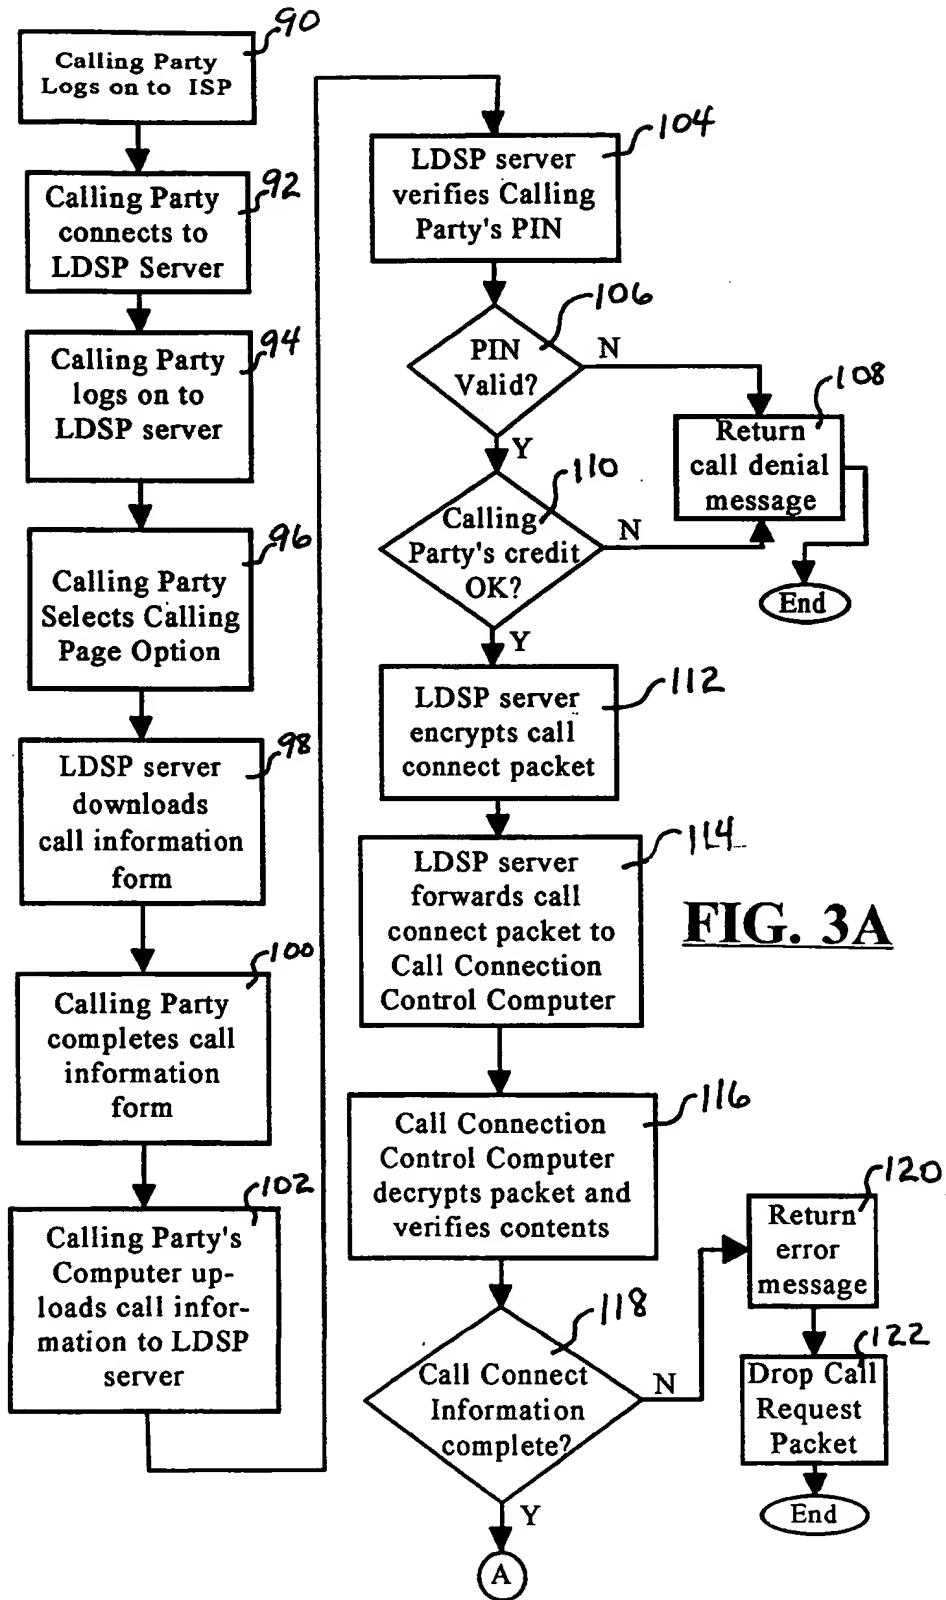 90
Calling Party
Logs on to ISP
92
Calling Party
connects to
LDSP Server
94
Calling Party
logs on to
LDSP server
96
Calling Party
Selects Calling
Page Option
98
LDSP server
downloads
call information
form
100
Calling Party
completes call
information
form
102
Calling Party's
Computer up-
loads call infor-
mation to LDSP
server
104
LDSP server
verifies Calling
Party's PIN
106
PIN
Valid?
N
Y
108
Return
call denial
message
End
110
Calling
Party's credit
OK?
N
Y
112
LDSP server
encrypts call
connect packet
114
LDSP server
forwards call
connect packet to
Call Connection
Control Computer
FIG. 3A
116
Call Connection
Control Computer
decrypts packet and
verifies contents
118
Call Connect
Information
complete?
N
Y
A
120
Return
error
message
122
Drop Call
Request
Packet
End